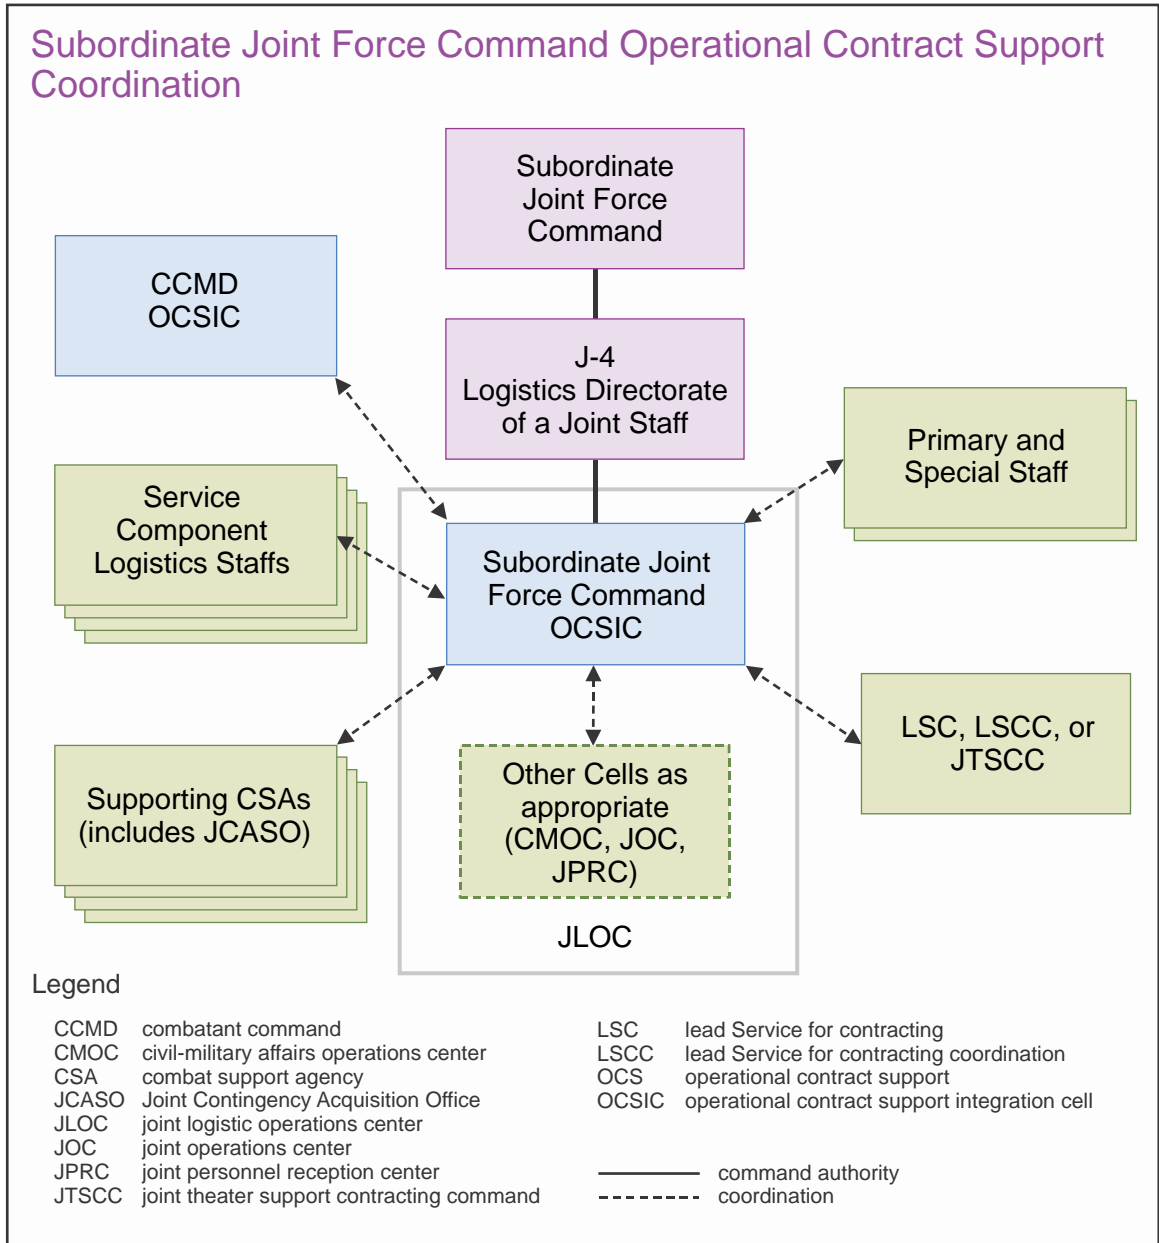 Subordinate Joint Force Command Operational Contract Support
Coordination
Subordinate
Joint Force
Command
CCMD
OCSIC
J-4
Logistics Directorate
of a Joint Staff
Primary and
Special Staff
Service
Component
Logistics Staffs
Subordinate Joint
Force Command
OCSIC
LSC, LSCC, or
JTSCC
Supporting CSAs
(includes JCASO)
Other Cells as
appropriate
(CMOC, JOC,
JPRC)
JLOC
Legend
CCMD combatant command
CMOC civil-military affairs operations center
CSA combat support agency
JCASO Joint Contingency Acquisition Office
JLOC joint logistic operations center
JOC joint operations center
JPRC joint personnel reception center
JTSCC joint theater support contracting command
LSC lead Service for contracting
LSCC lead Service for contracting coordination
OCS operational contract support
OCSIC operational contract support integration cell
command authority
coordination